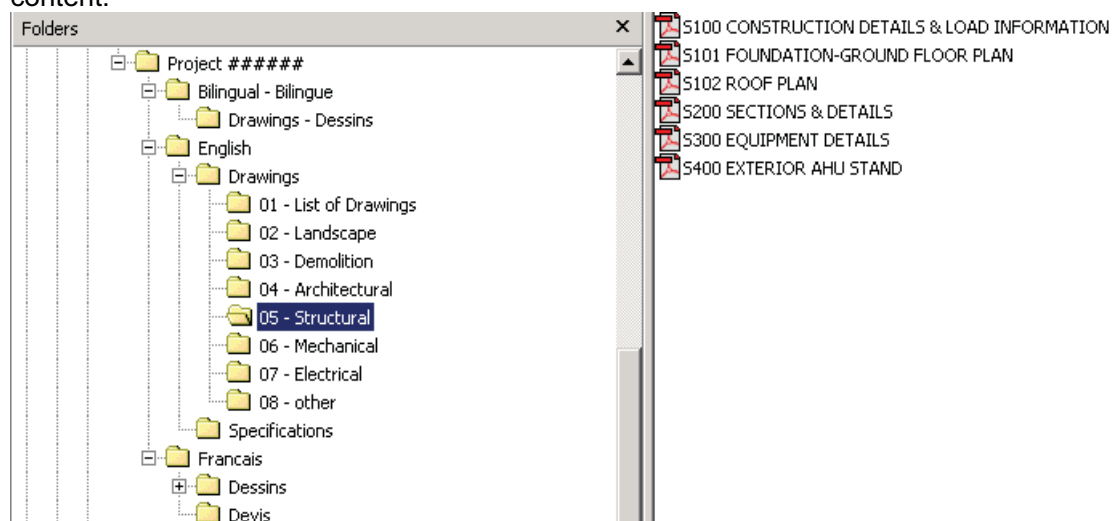 content.
Folders
Project ######
Bilingual - Bilingue
Drawings - Dessins
English
Drawings
01 - List of Drawings
02 - Landscape
03 - Demolition
04 - Architectural
05 - Structural
06 - Mechanical
07 - Electrical
08 - other
Specifications
Francais
Dessins
Devis
S100 CONSTRUCTION DETAILS & LOAD INFORMATION
S101 FOUNDATION-GROUND FLOOR PLAN
S102 ROOF PLAN
S200 SECTIONS & DETAILS
S300 EQUIPMENT DETAILS
S400 EXTERIOR AHU STAND